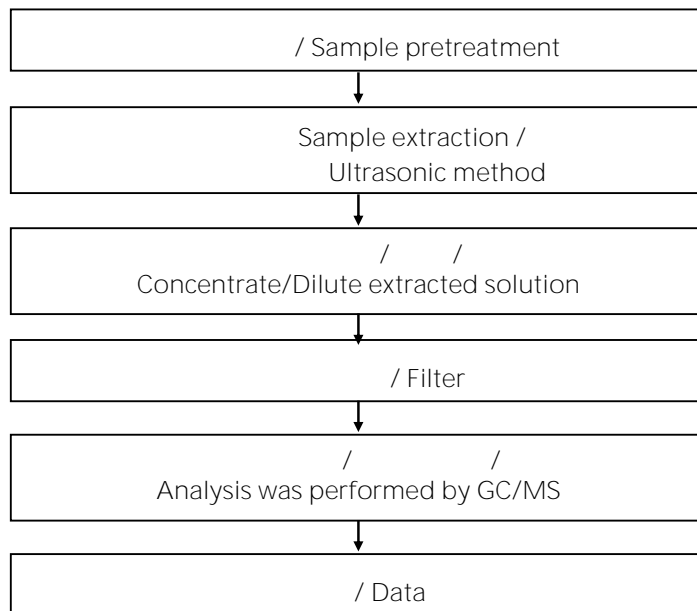 / Sample pretreatment
Sample extraction /
Ultrasonic method
/ /
Concentrate/Dilute extracted solution
/ Filter
/ /
Analysis was performed by GC/MS
/ Data